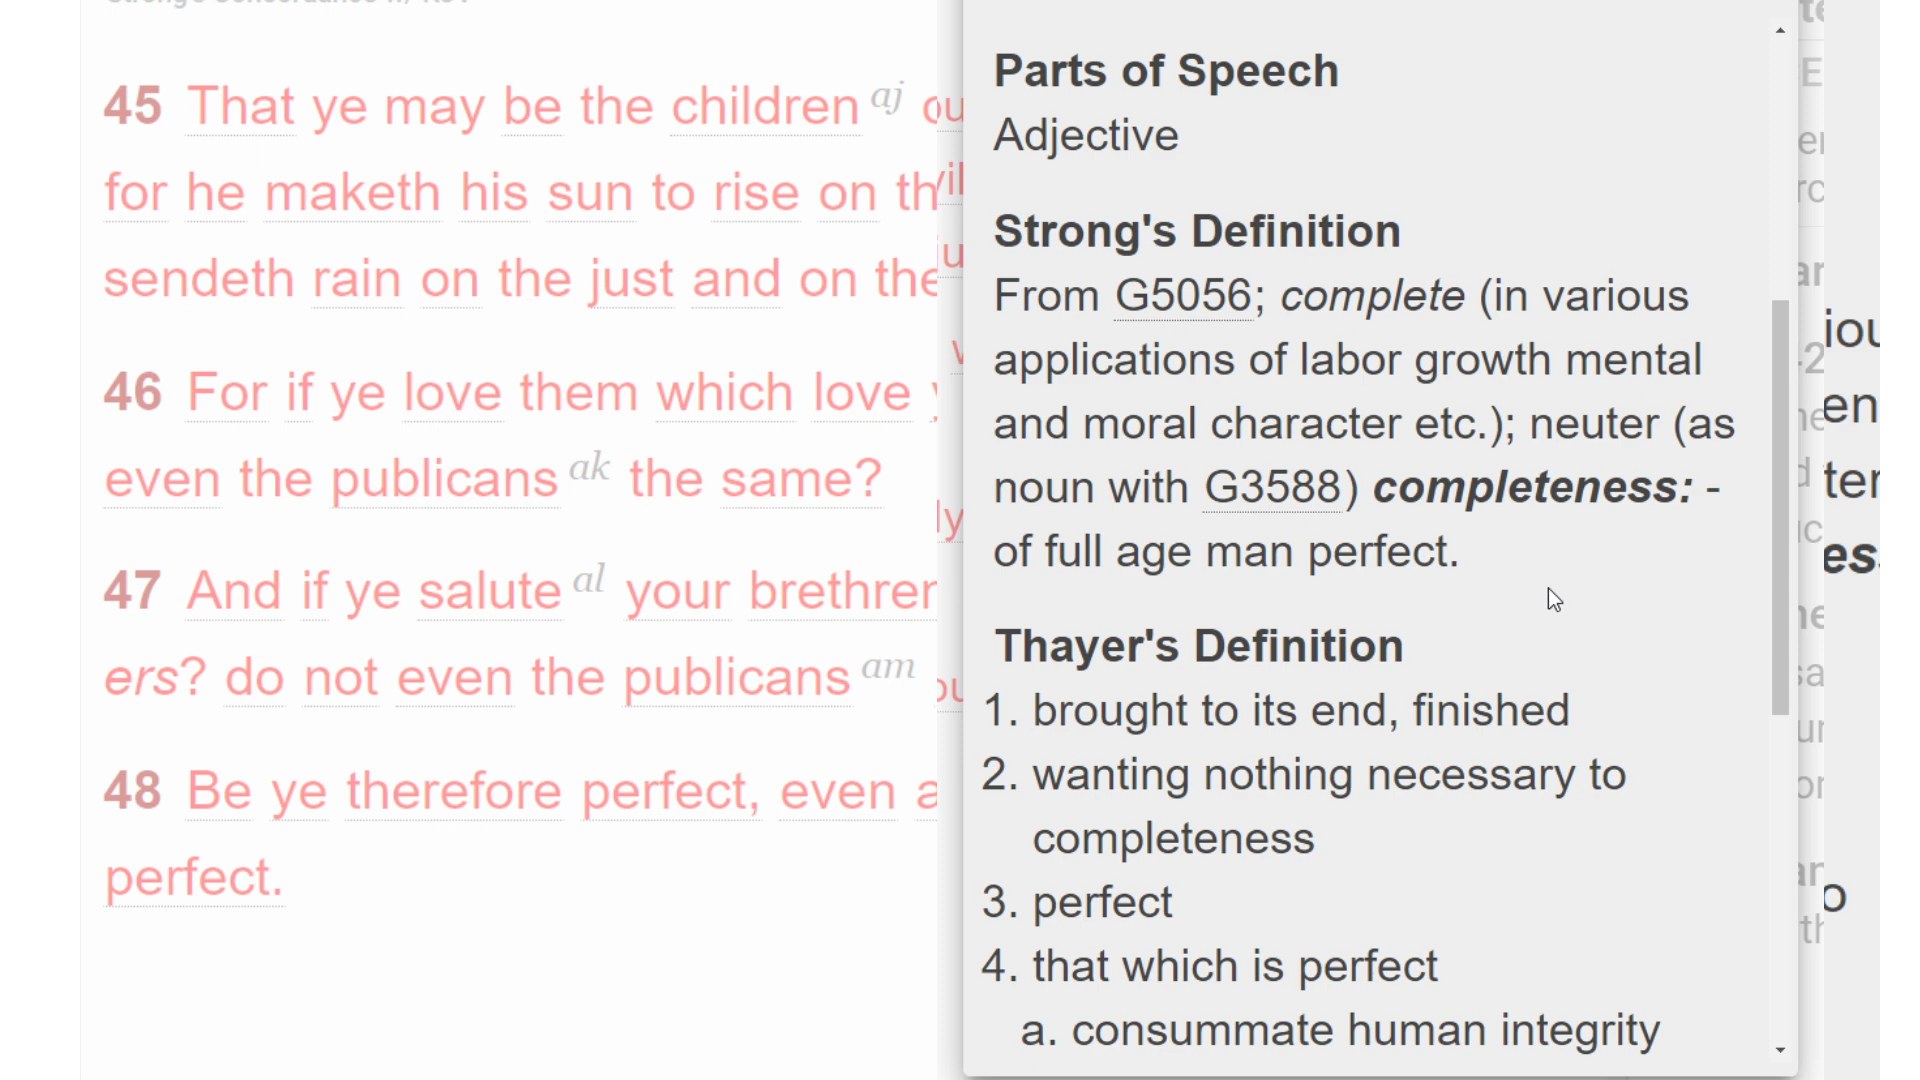 45 That ye may be the children aj
for he maketh his sun to rise on
sendeth rain on the just and on the
46 For if ye love them which love
even the publicans ak the same?
47 And if ye salute al your
ers? do not even the publicans am
48 Be ye therefore perfect, even
perfect.
Parts of Speech
Adjective
Strong's Definition
From G5056; complete (in various
applications of labor growth mental
and moral character etc.); neuter (as
noun with G3588) completeness: -
of full age man perfect.
Thayer's Definition
1. brought to its end, finished
2. wanting nothing necessary to
completeness
3. perfect
4. that which is perfect
a. consummate human integrity